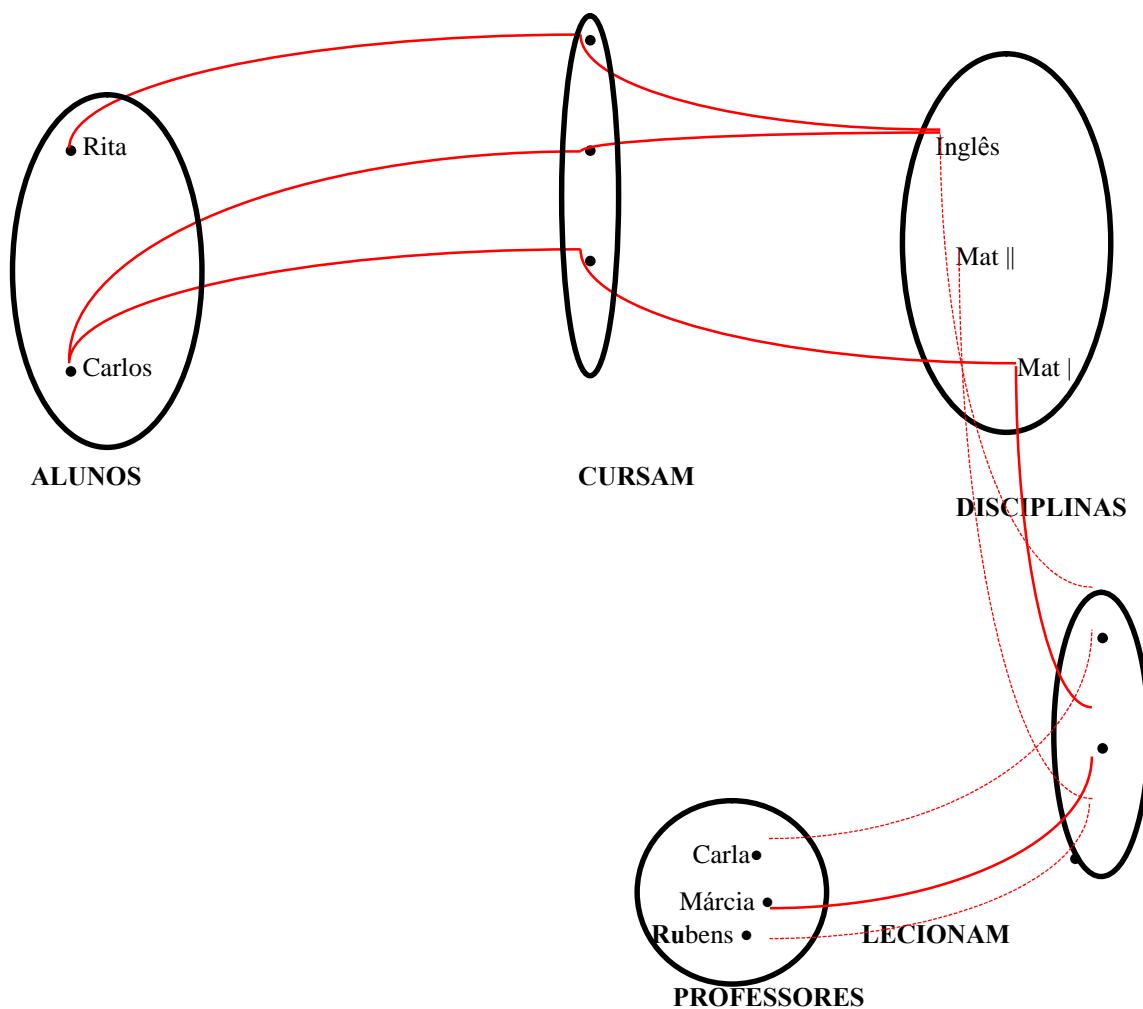 Rita
Inglês
Mat ||
Carlos
Mat |
ALUNOS
CURSAM
DISCIPLINAS
Carla
Márcia
Rubens
LECIONAM
PROFESSORES